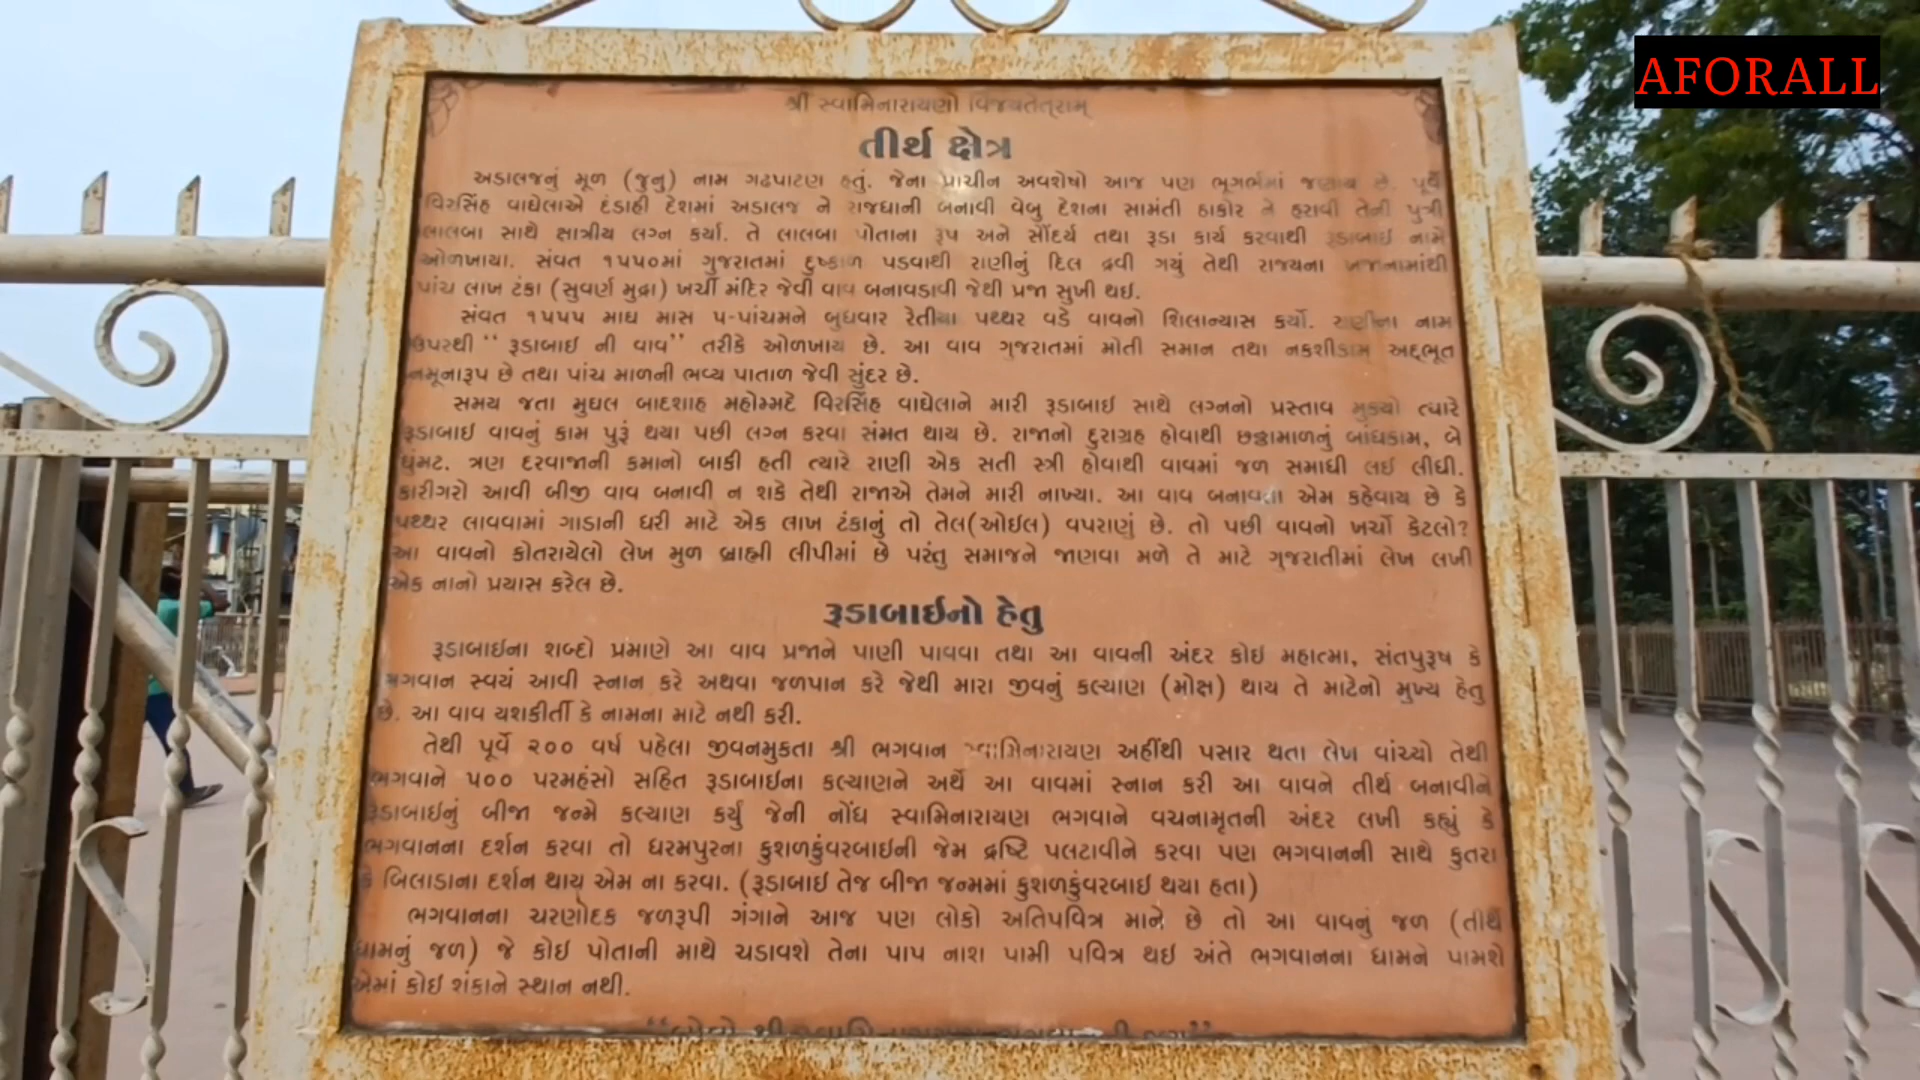 AFORALL
શ્રી સ્વામિનારાયણો વિજયતેતરામ્
તીર્થ ક્ષેત્ર
અડાલજનું મૂળ (જુનુ) નામ ગઢપાટણ હતું. જેના પ્રાચીન અવશેષો આજ પણ ભૂગર્ભમાં જણાય છે. પૂર્વે
વિરસિંહ વાઘેલાએ દંડાહી દેશમાં અડાલજ ને રાજધાની બનાવી વેબુ દેશના સામંતી ઠાકોર ને હરાવી તેની પુત્રી
લાલબા સાથે ક્ષાત્રીય લગ્ન કર્યા. તે લાલબા પોતાના રૂપ અને સૌંદર્ય તથા રૂડા કાર્ય કરવાથી રૂડાબાઇ નામે
ઓળખાયા. સંવત ૧૫૫૦માં ગુજરાતમાં દુષ્કાળ પડવાથી રાણીનું દિલ દ્રવી ગયું તેથી રાજયના ખજાનામાંથી
પાંચ લાખ ટંકા (સુવર્ણ મુદ્રા) ખર્ચી મંદિર જેવી વાવ બનાવડાવી જેથી પ્રજા સુખી થઇ.
સંવત ૧૫૫૫ માઘ માસ ૫-પાંચમને બુધવાર રેતીયા પથ્થર વડે વાવનો શિલાન્યાસ કર્યો. રાણીના નામ
ઉપરથી “ રૂડાબાઇ ની વાવ” તરીકે ઓળખાય છે. આ વાવ ગુજરાતમાં મોતી સમાન તથા નકશીકામ અદ્દભૂત
નમૂનારૂપ છે તથા પાંચ માળની ભવ્ય પાતાળ જેવી સુંદર છે.
સમય જતા મુઘલ બાદશાહ મહોમ્મદે વિરસિંહ વાઘેલાને મારી રૂડાબાઇ સાથે લગ્નનો પ્રસ્તાવ મુક્યો ત્યારે
રૂડાબાઇ વાવનું કામ પુરૂં થયા પછી લગ્ન કરવા સંમત થાય છે. રાજાનો દુરાગ્રહ હોવાથી છઠ્ઠામાળનું બાંધકામ, બે
ઘુંમટ. ત્રણ દરવાજાની કમાનો બાકી હતી ત્યારે રાણી એક સતી સ્ત્રી હોવાથી વાવમાં જળ સમાધી લઇ લીધી.
કારીગરો આવી બીજી વાવ બનાવી ન શકે તેથી રાજાએ તેમને મારી નાખ્યા. આ વાવ બનાવતા એમ કહેવાય છે કે
પથ્થર લાવવામાં ગાડાની ધરી માટે એક લાખ ટંકાનું તો તેલ(ઓઇલ) વપરાણું છે. તો પછી વાવનો ખર્ચો કેટલો?
આ વાવનો કોતરાયેલો લેખ મુળ બ્રાહ્મી લીપીમાં છે પરંતુ સમાજને જાણવા મળે તે માટે ગુજરાતીમાં લેખ લખી
એક નાનો પ્રયાસ કરેલ છે.
રૂડાબાઇનો હેતુ
રૂડાબાઇના શબ્દો પ્રમાણે આ વાવ પ્રજાને પાણી પાવવા તથા આ વાવની અંદર કોઇ મહાત્મા, સંતપુરૂષ કે
ભગવાન સ્વયં આવી સ્નાન કરે અથવા જળપાન કરે જેથી મારા જીવનું કલ્યાણ (મોક્ષ) થાય તે માટેનો મુખ્ય હેતુ
છે. આ વાવ યશકીર્તી કે નામના માટે નથી કરી.
તેથી પૂર્વે ૨૦૦ વર્ષ પહેલા જીવનમુકતા શ્રી ભગવાન સ્વામિનારાયણ અહીંથી પસાર થતા લેખ વાંચ્યો તેથી
ભગવાને ૫૦૦ પરમહંસો સહિત રૂડાબાઇના કલ્યાણને અર્થે આ વાવમાં સ્નાન કરી આ વાવને તીર્થ બનાવીને
રૂડાબાઇનું બીજા જન્મે કલ્યાણ કર્યું જેની નોંધ સ્વામિનારાયણ ભગવાને વચનામૃતની અંદર લખી કહ્યું કે
ભગવાનના દર્શન કરવા તો ધરમપુરના કુશળકુંવરબાઇની જેમ દ્રષ્ટિ પલટાવીને કરવા પણ ભગવાનની સાથે કુતરા
કે બિલાડાના દર્શન થાય એમ ના કરવા. (રૂડાબાઇ તેજ બીજા જન્મમાં કુશળકુંવરબાઇ થયા હતા)
ભગવાનના ચરણોદક જળરૂપી ગંગાને આજ પણ લોકો અતિપવિત્ર માને છે તો આ વાવનું જળ (તીર્થ
ધામનું જળ) જે કોઇ પોતાની માથે ચડાવશે તેના પાપ નાશ પામી પવિત્ર થઇ અંતે ભગવાનના ધામને પામશે
એમાં કોઇ શંકાને સ્થાન નથી.